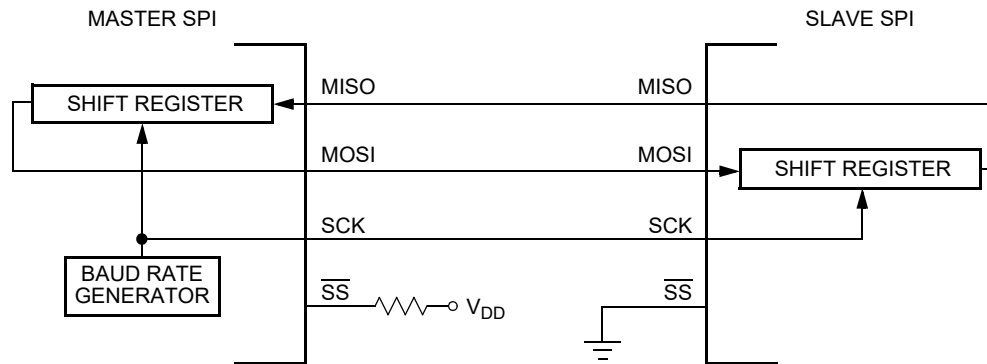 MASTER SPI
SLAVE SPI
SHIFT REGISTER
MISO
MISO
MOSI
MOSI
SHIFT REGISTER
SCK
SCK
BAUD RATE
GENERATOR
SS
VDD
SS